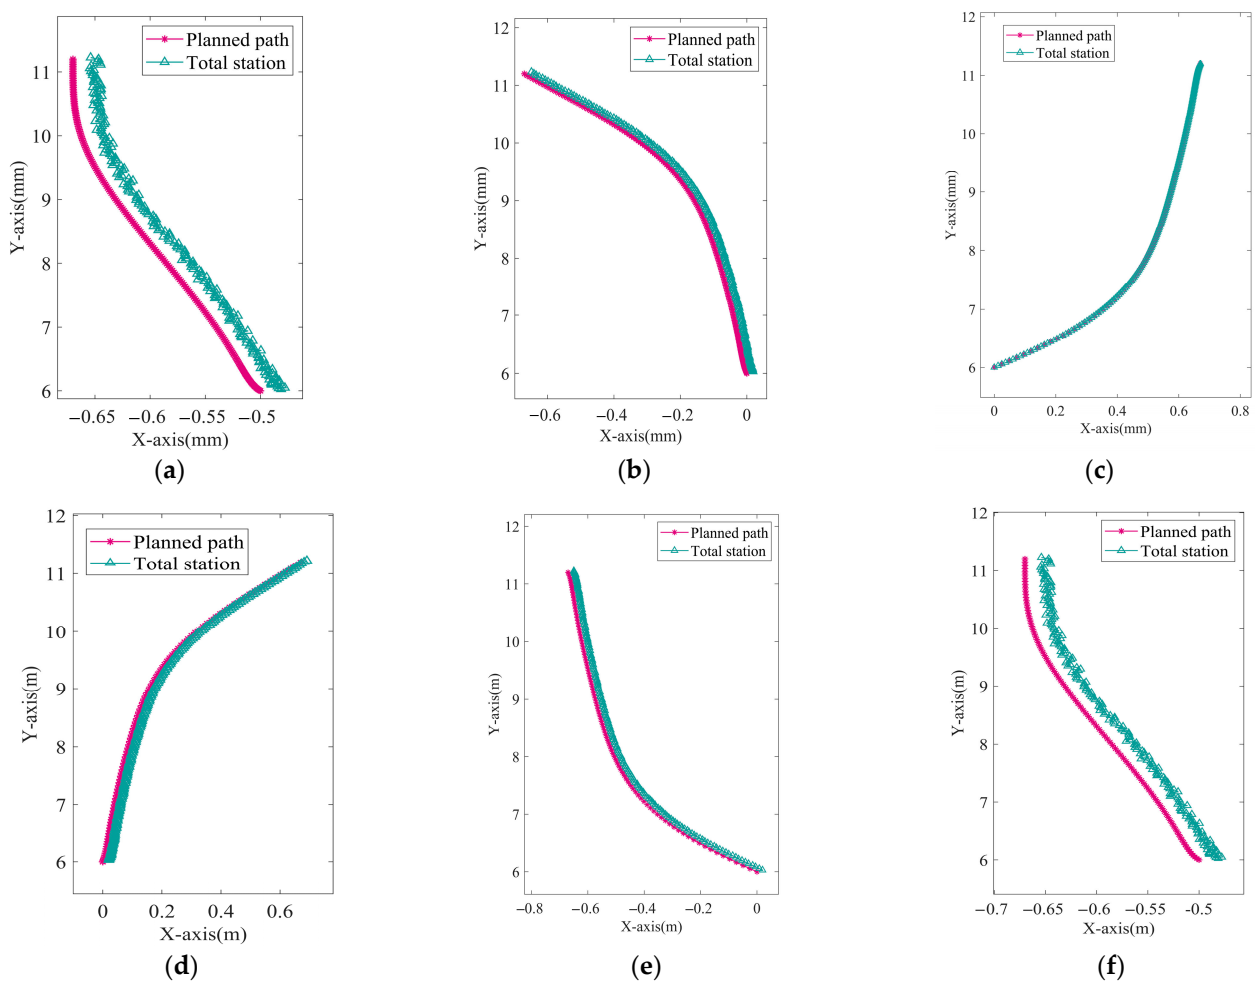 Planned path
Total station
11
10
9
8
7
6
−0.65
−0.6
−0.55
−0.5
Y-axis(mm)
X-axis(mm)
(a)
Planned path
Total station
12
11
10
9
8
7
6
−0.6
−0.4
−0.2
0
Y-axis(mm)
X-axis(mm)
(b)
Planned path
Total station
12
11
10
9
8
7
6
0
0.2
0.4
0.6
0.8
Y-axis(mm)
X-axis(mm)
(c)
Planned path
Total station
12
11
10
9
8
7
6
0
0.2
0.4
0.6
Y-axis(m)
X-axis(m)
(d)
Planned path
Total station
12
11
10
9
8
7
6
−0.8
−0.6
−0.4
−0.2
0
Y-axis(m)
X-axis(m)
(e)
Planned path
Total station
12
11
10
9
8
7
6
−0.7
−0.65
−0.6
−0.55
−0.5
Y-axis(m)
X-axis(m)
(f)